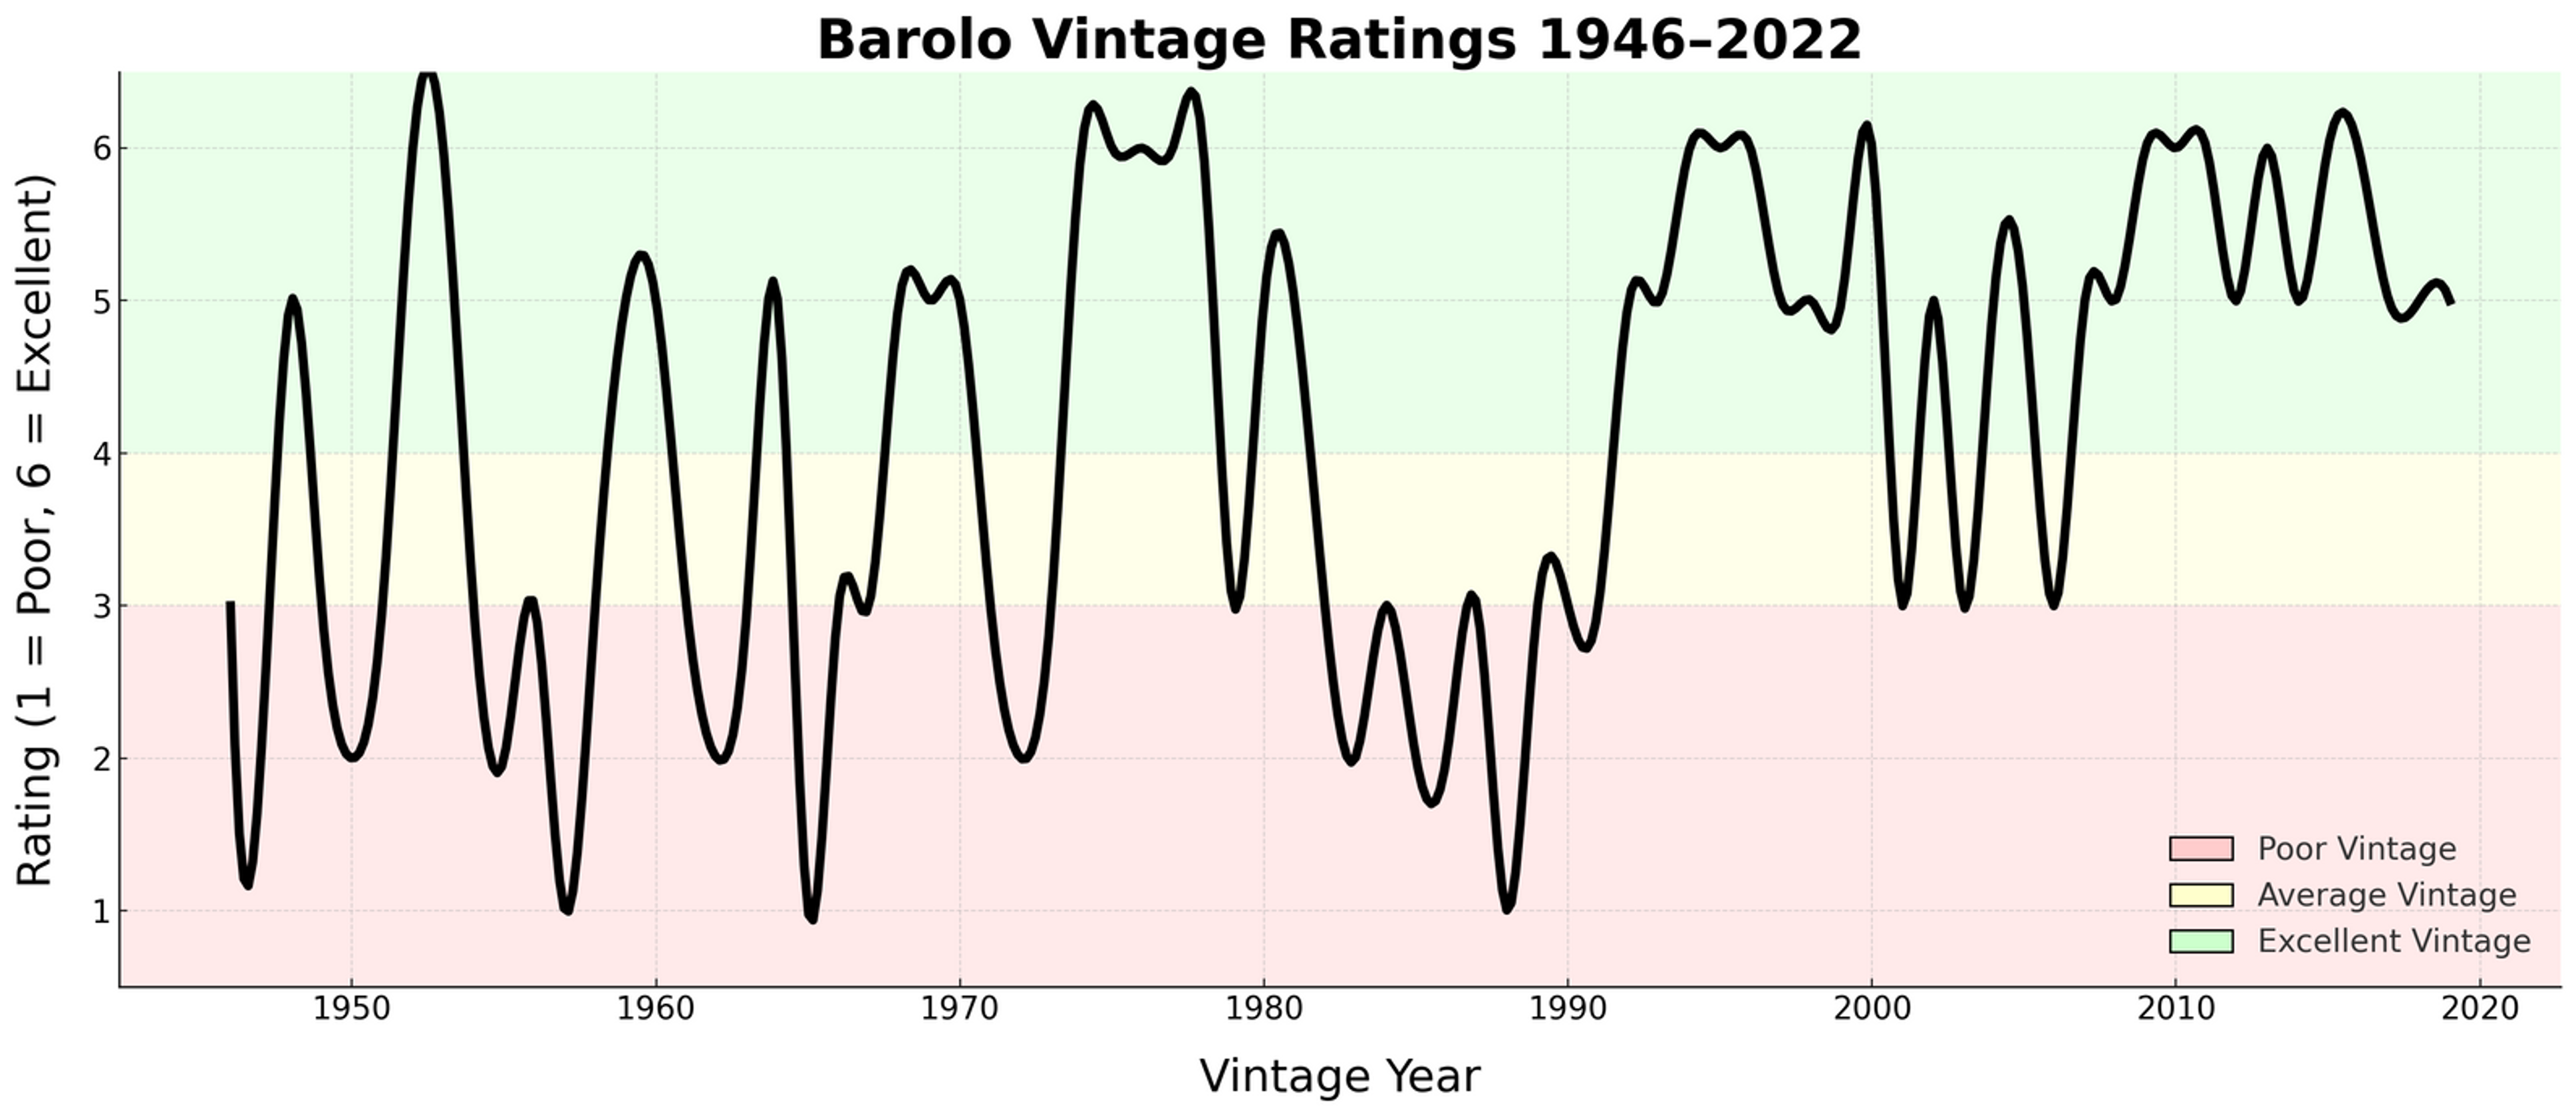 Barolo Vintage Ratings 1946–2022
Rating (1 = Poor, 6 = Excellent)
6
5
4
3
2
1
Poor Vintage
Average Vintage
Excellent Vintage
1950 1960 1970 1980 1990 2000 2010 2020
Vintage Year